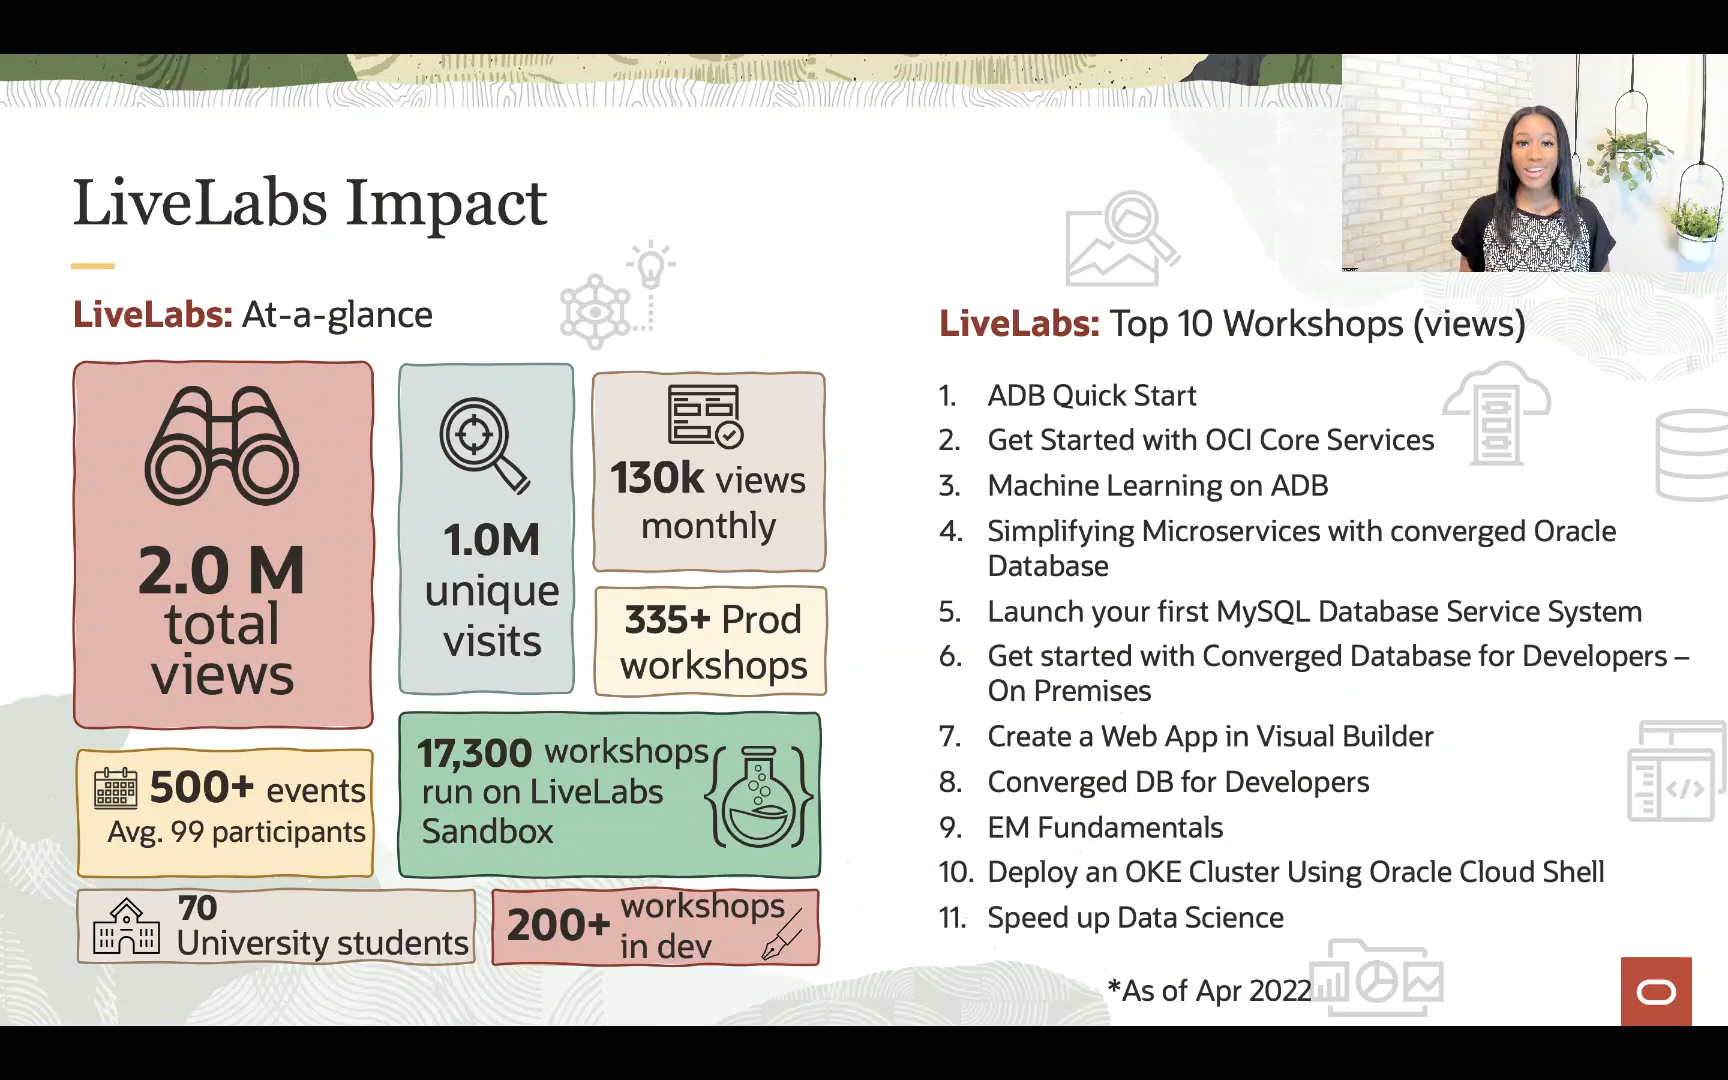 LiveLabs Impact
LiveLabs: At-a-glance
2.0 M
total
views
1.0M
unique
visits
130k views
monthly
335+ Prod
workshops
500+ events
Avg. 99 participants
17,300 workshops
run on LiveLabs
Sandbox
70
University students
200+ workshops
in dev
LiveLabs: Top 10 Workshops (views)
1. ADB Quick Start
2. Get Started with OCI Core Services
3. Machine Learning on ADB
4. Simplifying Microservices with converged Oracle
Database
5. Launch your first MySQL Database Service System
6. Get started with Converged Database for Developers –
On Premises
7. Create a Web App in Visual Builder
8. Converged DB for Developers
9. EM Fundamentals
10. Deploy an OKE Cluster Using Oracle Cloud Shell
11. Speed up Data Science
*As of Apr 2022